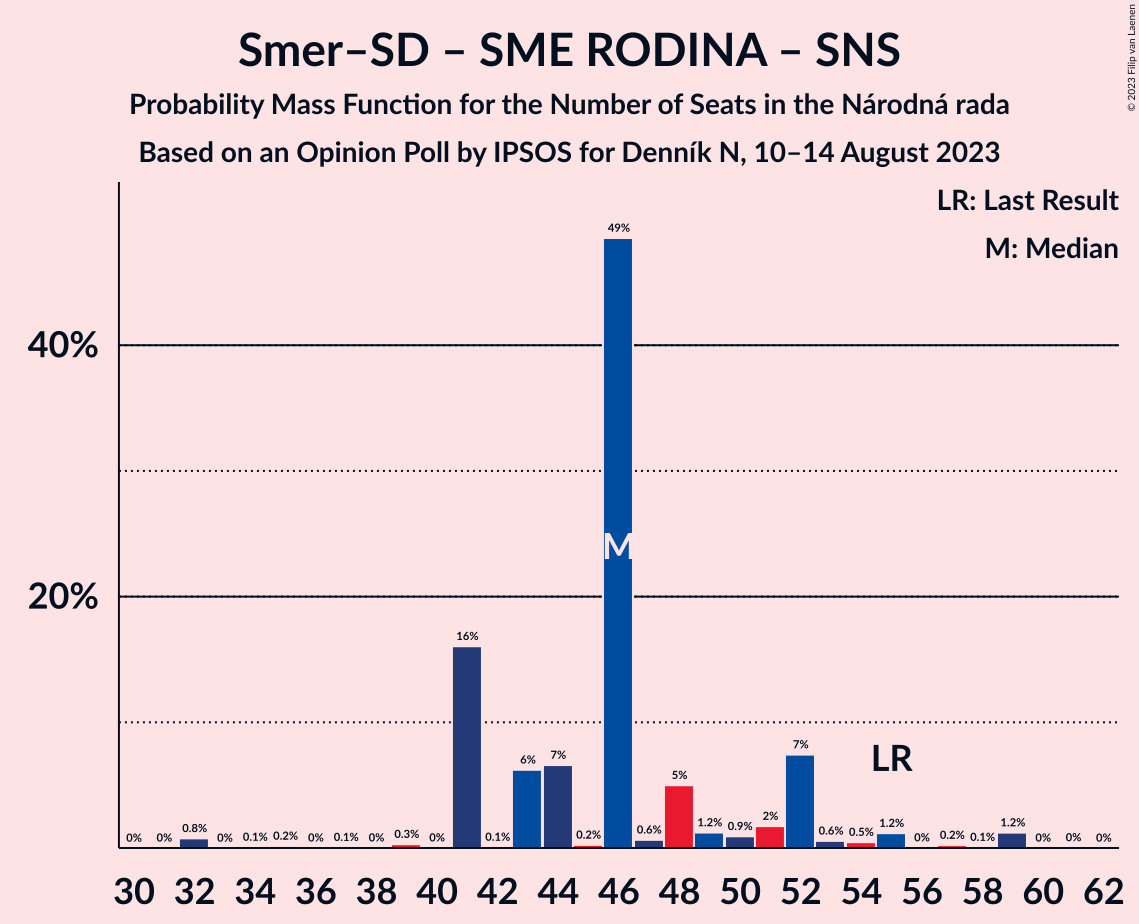 Smer–SD – SME RODINA – SNS
Probability Mass Function for the Number of Seats in the Národná rada
Based on an Opinion Poll by IPSOS for Denník N, 10–14 August 2023
© 2023 Filip van Laenen
LR: Last Result
M: Median
40%
20%
0% 0% 0.8% 0% 0.1% 0.2% 0% 0.1% 0% 0.3% 0% 16% 0.1% 6% 7% 0.2% 49% 0.6% 5% 1.2% 0.9% 2% 7% 0.6% 0.5% 1.2% 0% 0.2% 0.1% 1.2% 0% 0% 0%
M
LR
30 32 34 36 38 40 42 44 46 48 50 52 54 56 58 60 62